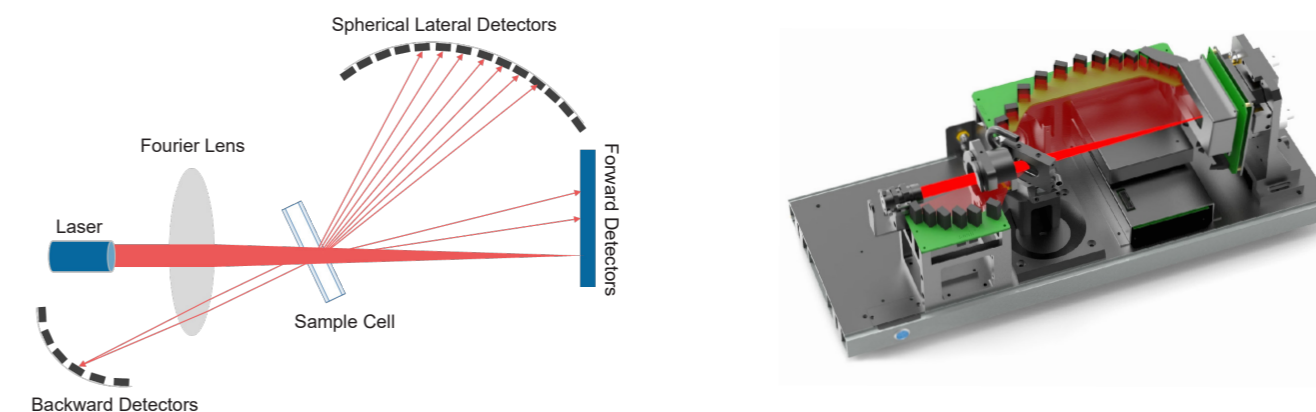 Spherical Lateral Detectors
Fourier Lens
Laser
Forward Detectors
Sample Cell
Backward Detectors